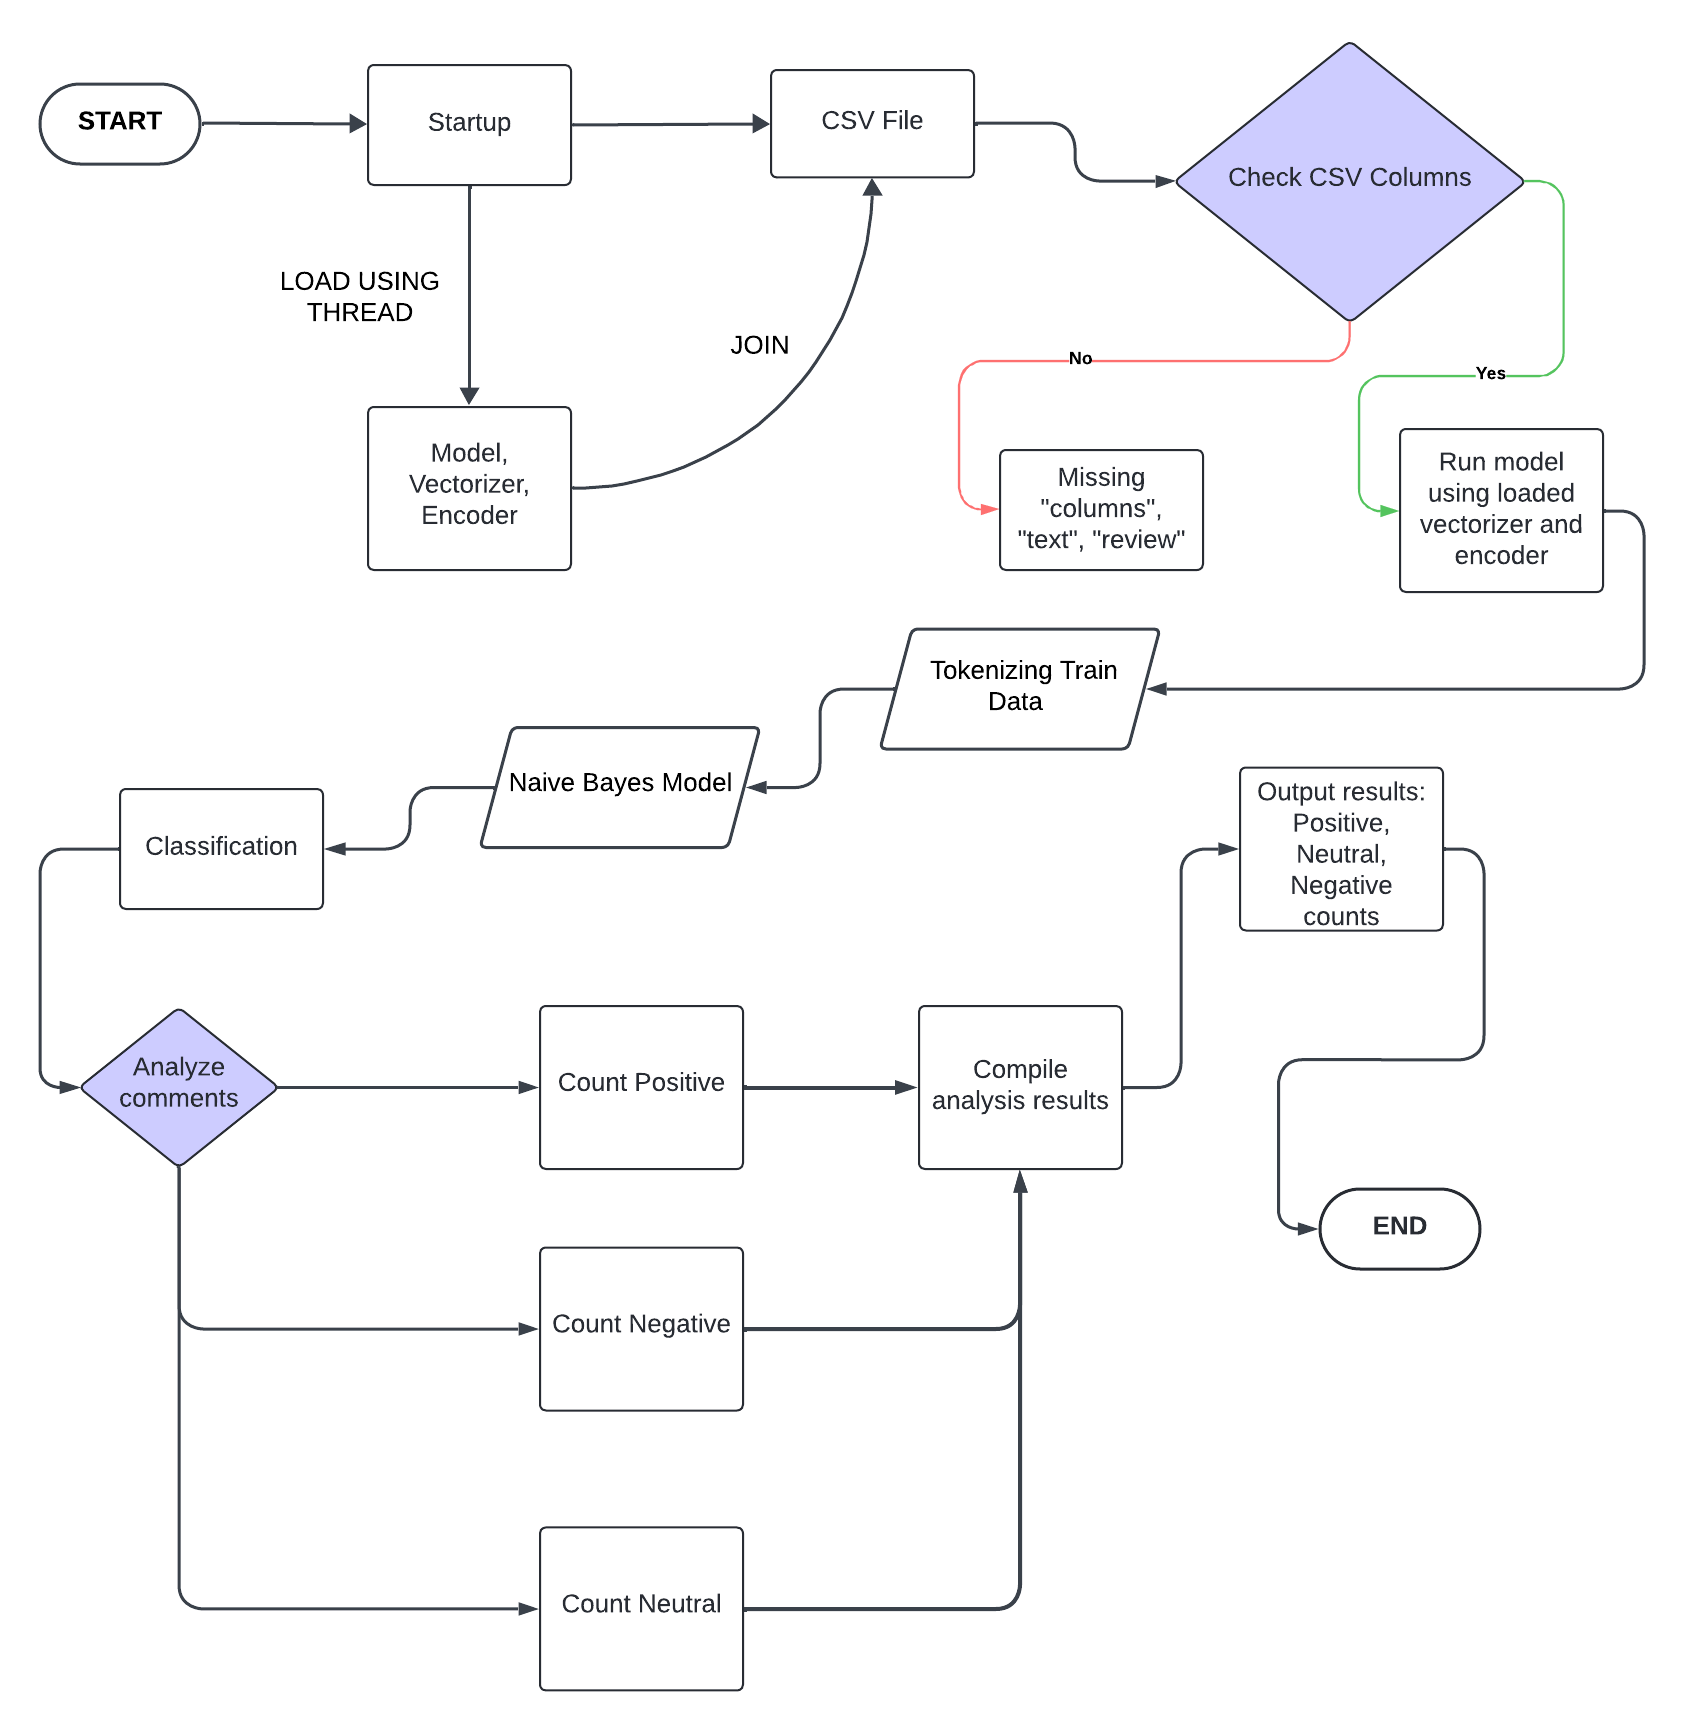 START
Startup
CSV File
Check CSV Columns
LOAD USING
THREAD
JOIN
No
Yes
Model,
Vectorizer,
Encoder
Missing
"columns",
"text", "review"
Run model
using loaded
vectorizer and
encoder
Tokenizing Train
Data
Naive Bayes Model
Classification
Output results:
Positive,
Neutral,
Negative
counts
Analyze
comments
Count Positive
Compile
analysis results
END
Count Negative
Count Neutral